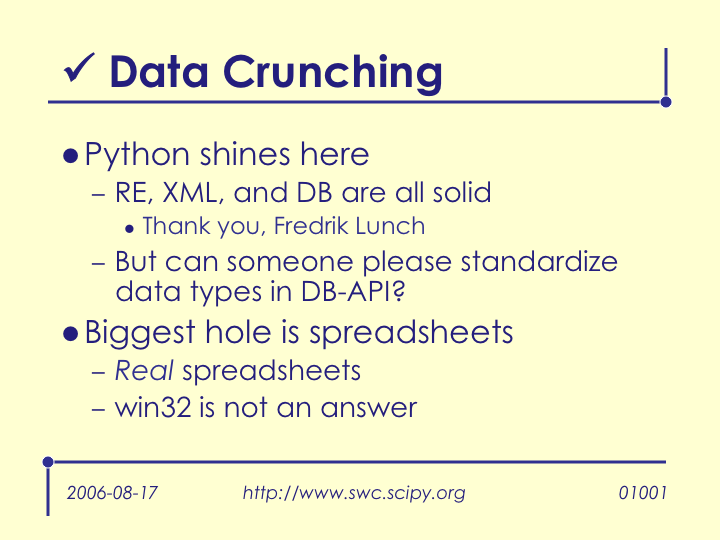 ✓ Data Crunching
● Python shines here
– RE, XML, and DB are all solid
● Thank you, Fredrik Lunch
– But can someone please standardize
data types in DB-API?
● Biggest hole is spreadsheets
– Real spreadsheets
– win32 is not an answer
2006-08-17 http://www.swc.scipy.org 01001